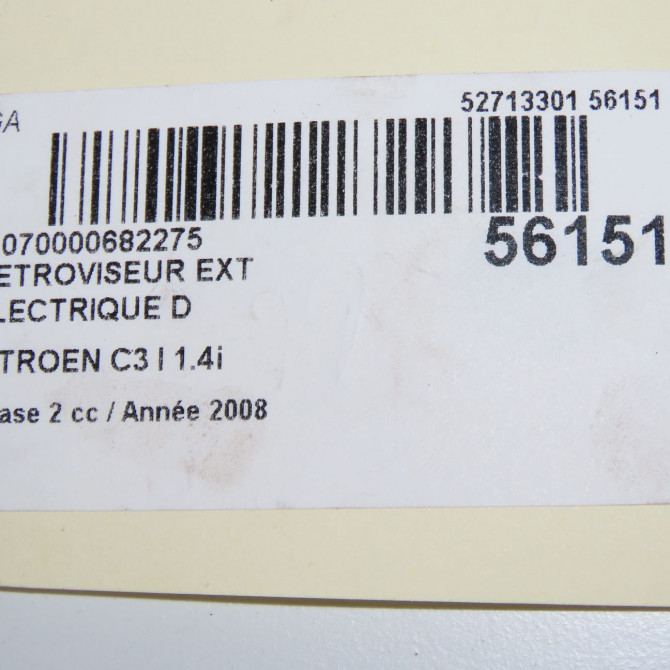 52713301 56151
GA
070000682275
56151
ETROVISEUR EXT
LECTRIQUE D
TROEN C3 I 1.4i
ase 2 cc / Année 2008